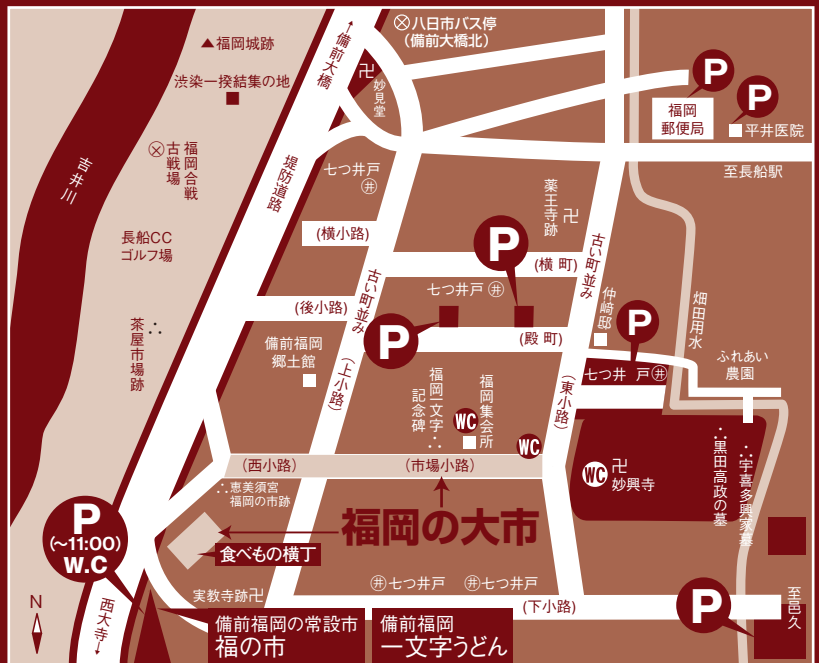 八日市バス停
(備前大橋北)
↑備前大橋
▲福岡城跡
渋染一揆結集の地
卍
妙見堂
P
P
福岡
郵便局
平井医院
至長船駅
福岡合戦
古戦場
吉井川
堤防道路
七つ井戸
井
薬王寺跡
卍
長船CC
ゴルフ場
(横小路)
古い町並み
P
(横 町)
古い町並み
七つ井戸 井
仲﨑邸
畑田用水
(後小路)
P
P
(殿 町)
茶屋市場跡
備前福岡
郷土館
(上小路)
福岡一文字
記念碑
福岡集会所
(東小路)
七つ井 戸 井
ふれあい
農園
WC
WC
WC
卍
妙興寺
∴黒田高政の墓
∴宇喜多興家墓
(西小路)
(市場小路)
∴恵美須宮
福岡の市跡
福岡の大市
食べもの横丁
P
(〜11:00)
W.C
実教寺跡卍
井 七つ井戸
井 七つ井戸
(下小路)
P
至邑久
N
西大寺↓
備前福岡の常設市
福の市
備前福岡
一文字うどん